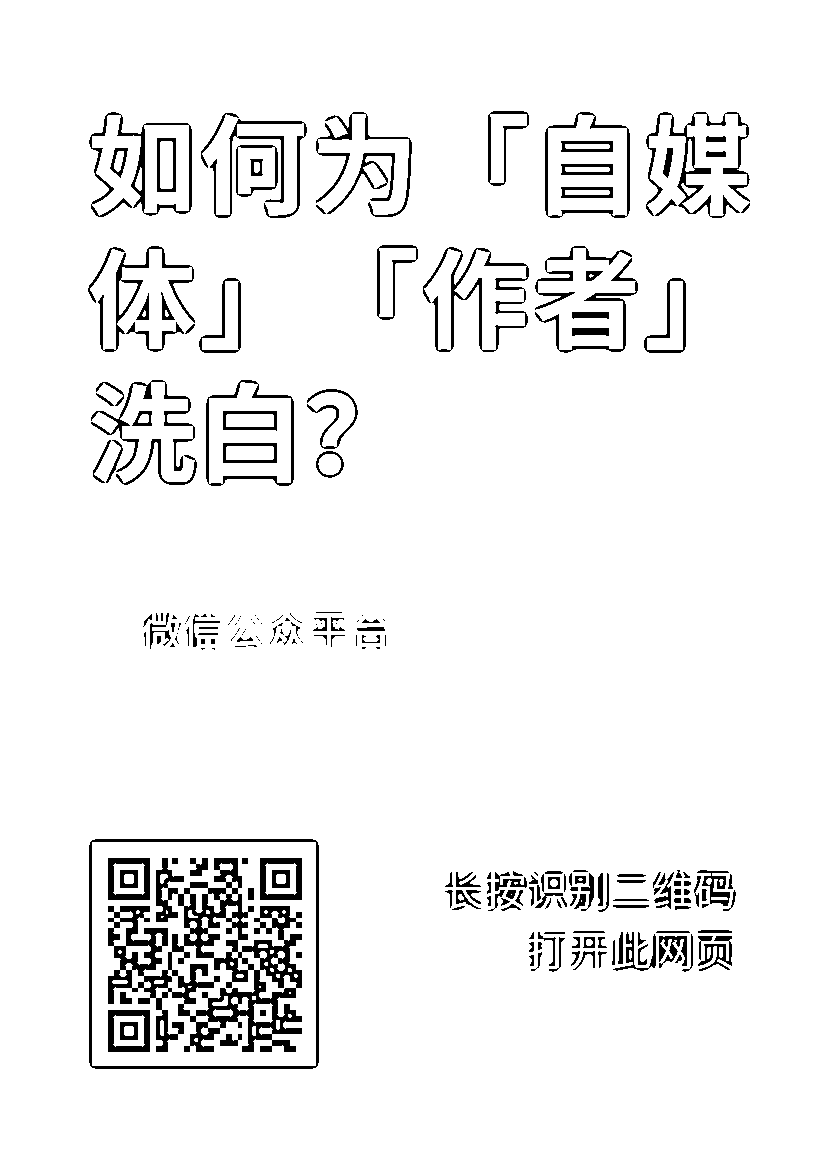 如何为「自媒
体」「作者」
洗白？
微信公众平台
长按识别二维码
打开此网页